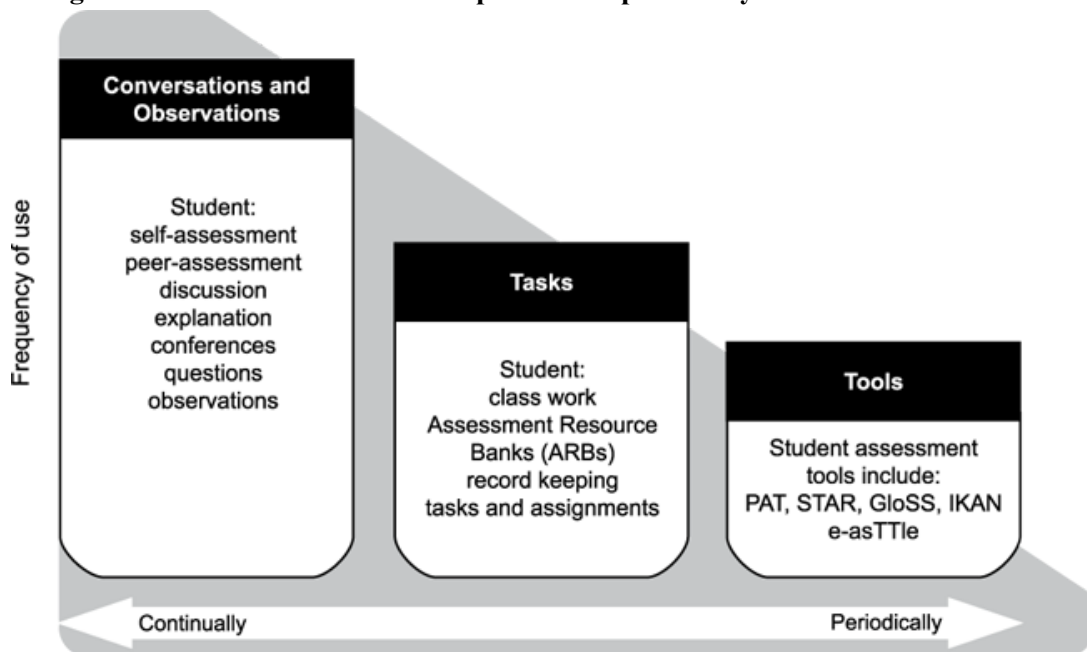 Frequency of use
Conversations and
Observations
Student:
self-assessment
peer-assessment
discussion
explanation
conferences
questions
observations
Tasks
Student:
class work
Assessment Resource
Banks (ARBs)
record keeping
tasks and assignments
Tools
Student assessment
tools include:
PAT, STAR, GloSS, IKAN
e-asTTle
Continually
Periodically